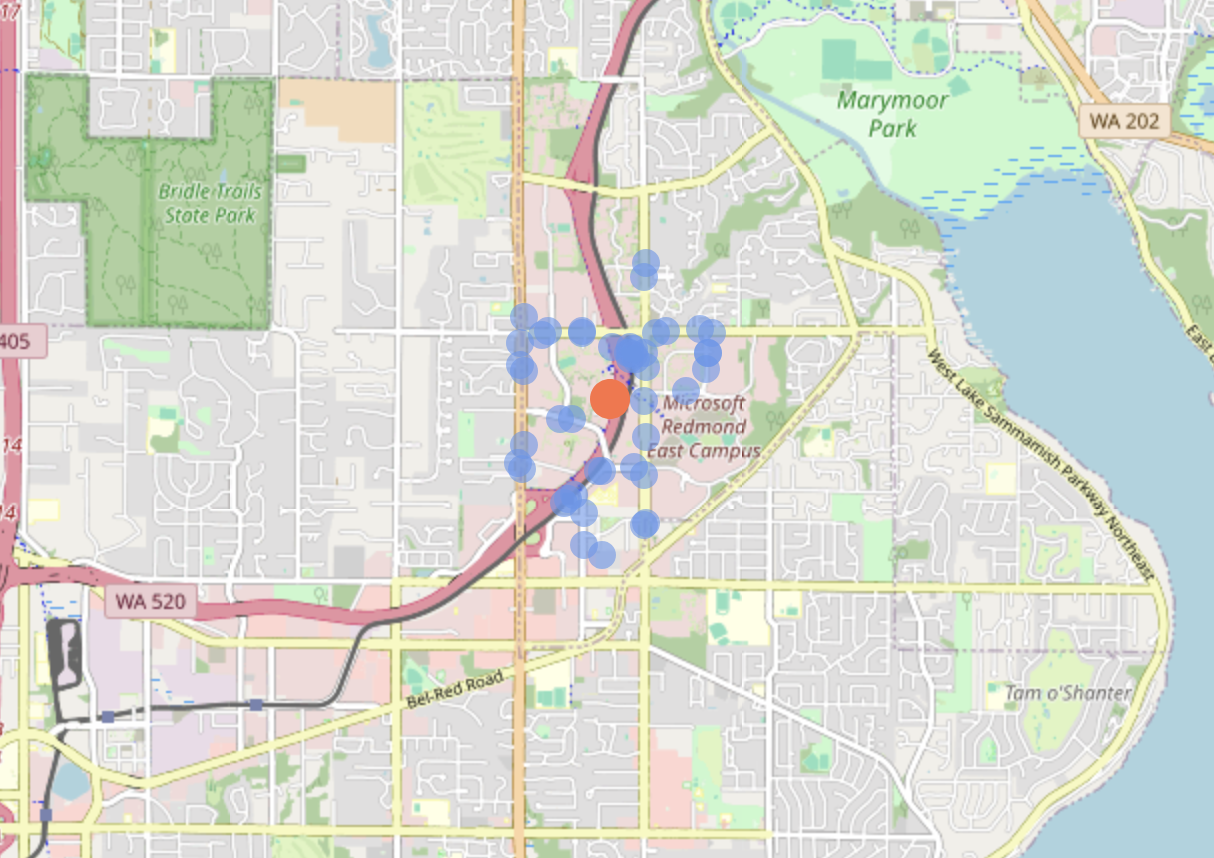 17
Marymoor
Park
WA 202
Bridle Trails
State Park
405
East L
West Lake Sammamish Parkway Northeast
Microsoft
Redmond
East Campus
14
14
WA 520
Bel-Red Road
Tam o'Shanter